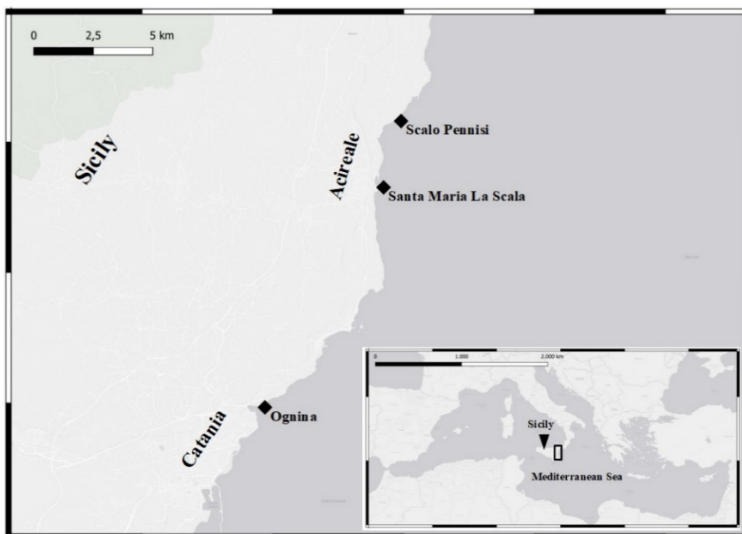 0 2,5 5 km
Scalo Pennisi
Sicily
Acireale
Santa Maria La Scala
Ognina
Catania
0 1.000 2.000 km
Sicily
Mediterranean Sea